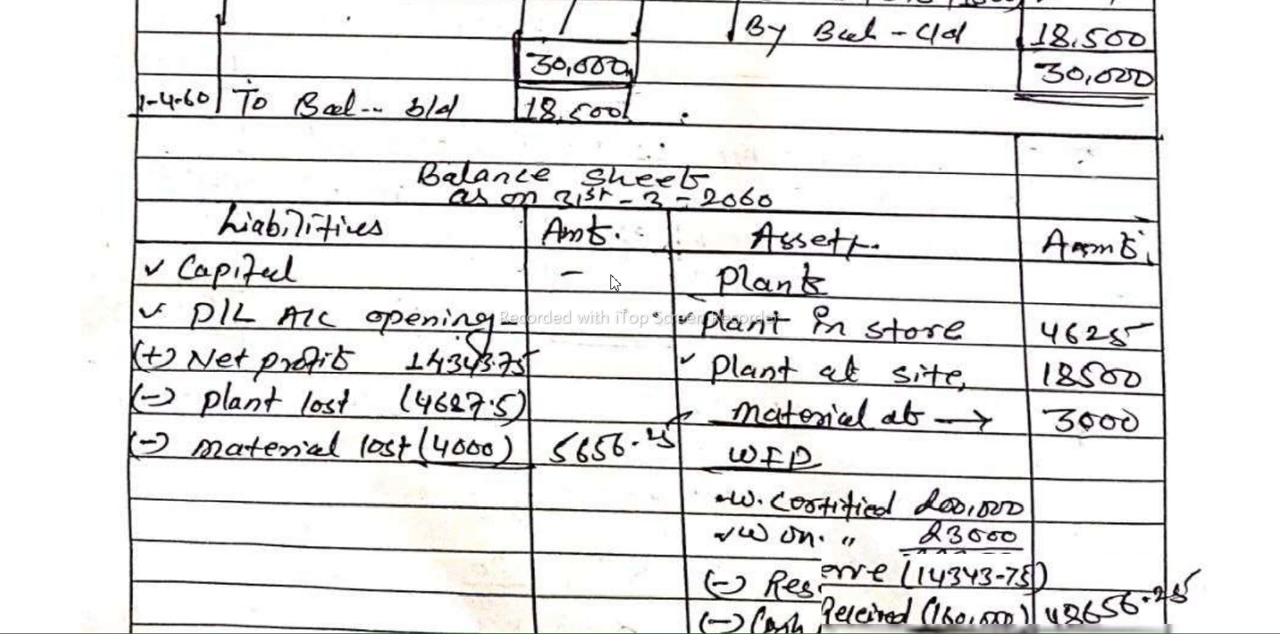 By Bal - c/d 18,500
30,000 30,000
1-4-60 To Bal-- b/d 18,500
Balance Sheet
as on 31st - 3 - 2060
Liabilities Amt. Assets. Aamt.
✓ Capital - Plants
✓ P/L A/C opening - ✓ Plant in store 4625
Recorded with iTop Screen Recorder
(+) Net profit 14343.75 ✓ Plant at site, 18500
(-) Plant lost (4687.5) material at → 3000
(-) material lost (4000) 5656.25 WIP
✓W. Certified 200,000
✓W un. " 23000
(-) Reserve (14343-75)
(-) Cash Received (160,000) 48656.25